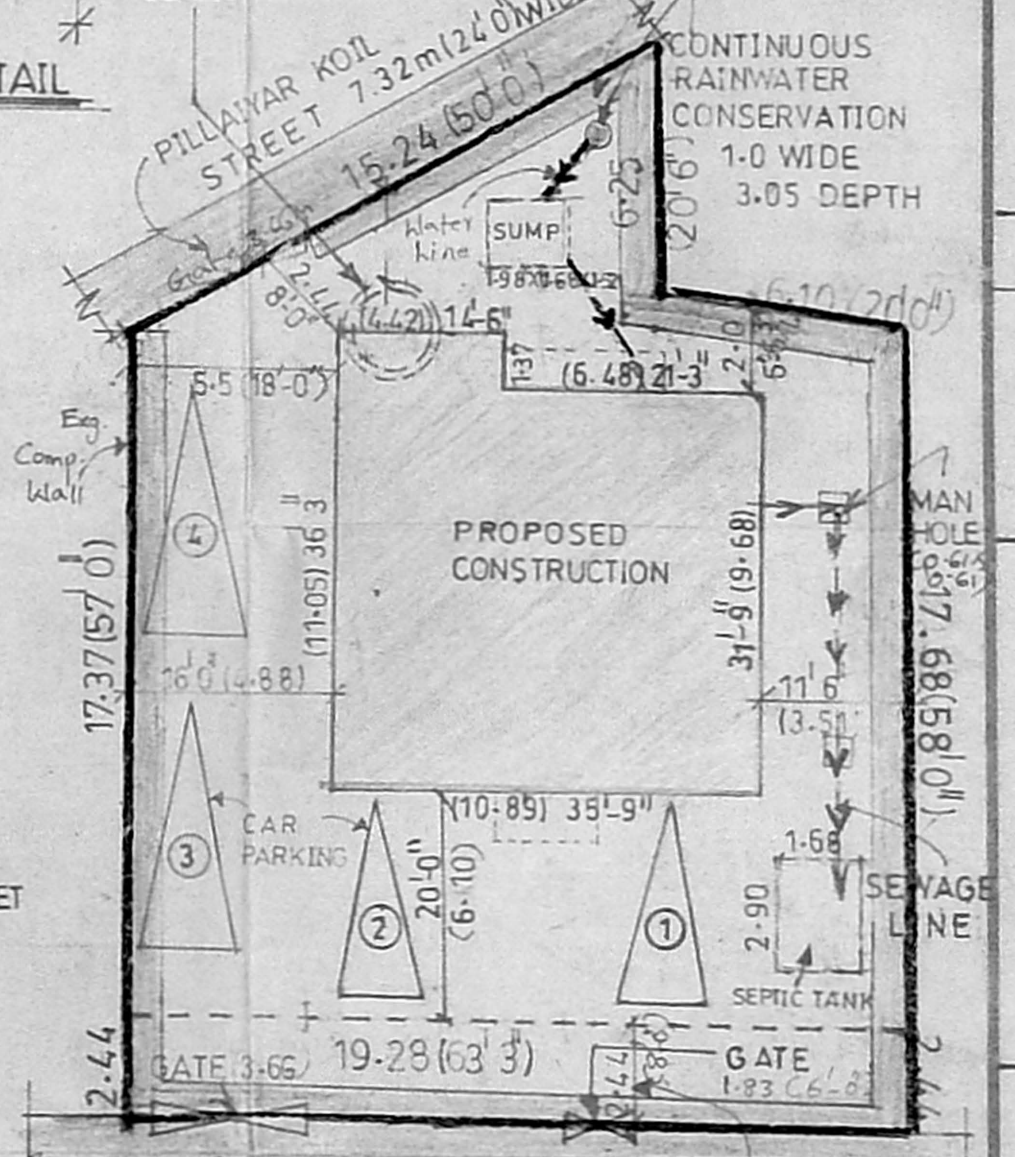 TAIL
PILLAIYAR KOIL
STREET 7.32m(24'0")WIDE
15.24 (50'0")
CONTINUOUS
RAINWATER
CONSERVATION
1.0 WIDE
3.05 DEPTH
6.25
(20'6")
Water
line
SUMP
2.44
8'-0"
(4.42) 14'-6"
6.10 (20'0")
5.5 (18'-0")
1.37
(6.48) 21'-3"
2.0
Exg.
Comp.
Wall
4
(11.05) 36'3"
PROPOSED
CONSTRUCTION
31'-9" (9.68)
MAN
HOLE
17.37(57'0")
17.68(58'0")
16'0" (4.88)
11'6"
(3.51
3
CAR
PARKING
(10.89) 35'-9"
2
20'-0"
(6.10)
1
1.68
2.90
SEWAGE
LINE
SEPTIC TANK
ET
2.44
GATE (3.66)
19.28 (63'3")
2.44
GATE
1.83 (6'-0")
2.44